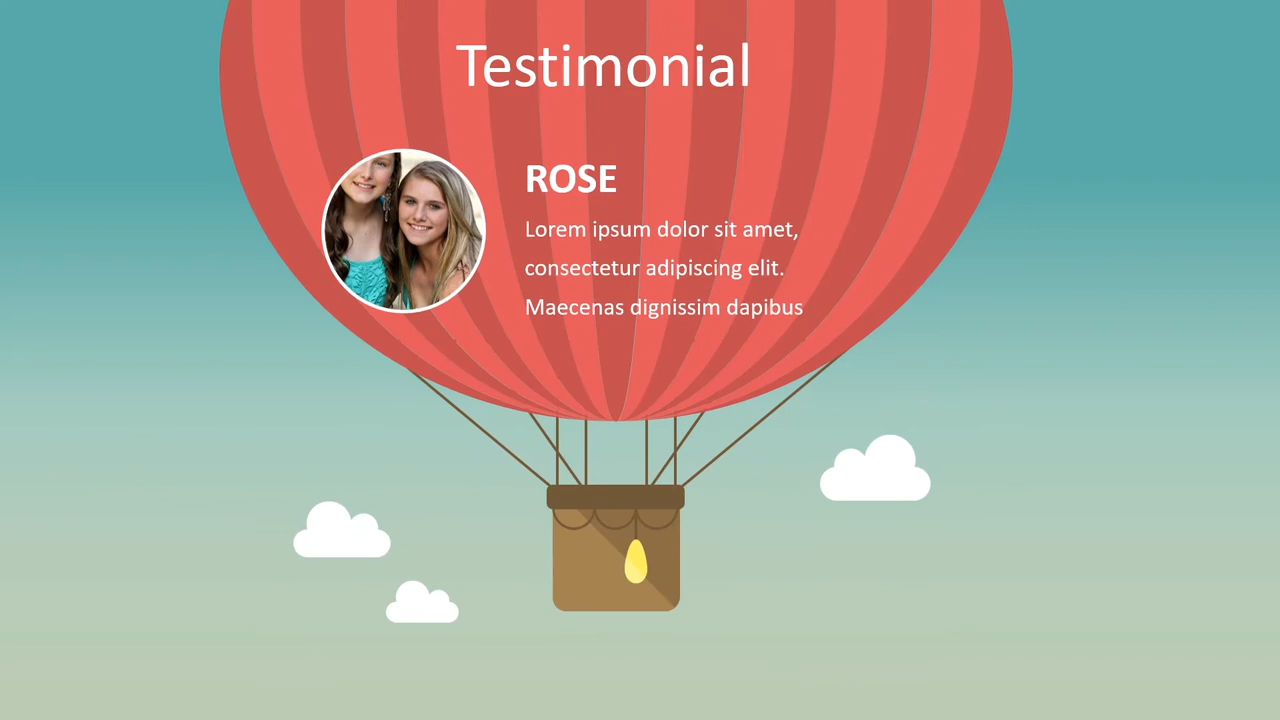 Testimonial
ROSE
Lorem ipsum dolor sit amet,
consectetur adipiscing elit.
Maecenas dignissim dapibus